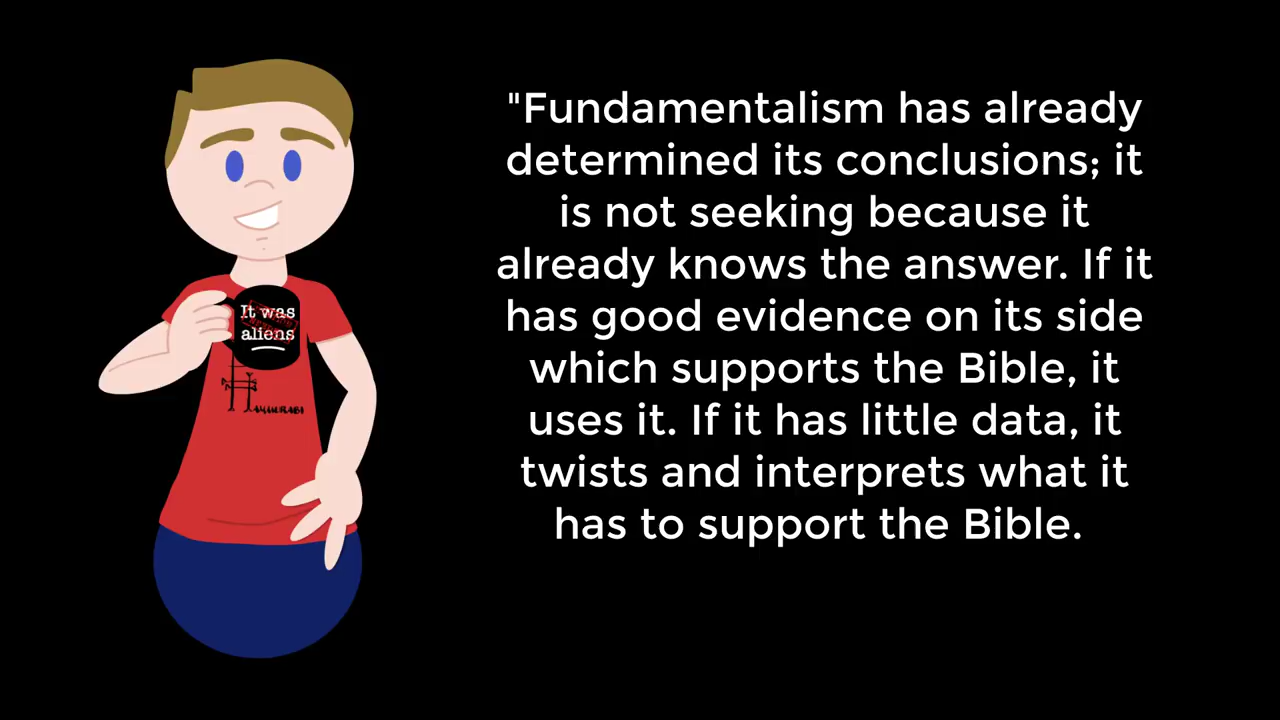 "Fundamentalism has already
determined its conclusions; it
is not seeking because it
already knows the answer. If it
has good evidence on its side
which supports the Bible, it
uses it. If it has little data, it
twists and interprets what it
has to support the Bible.
It was
aliens